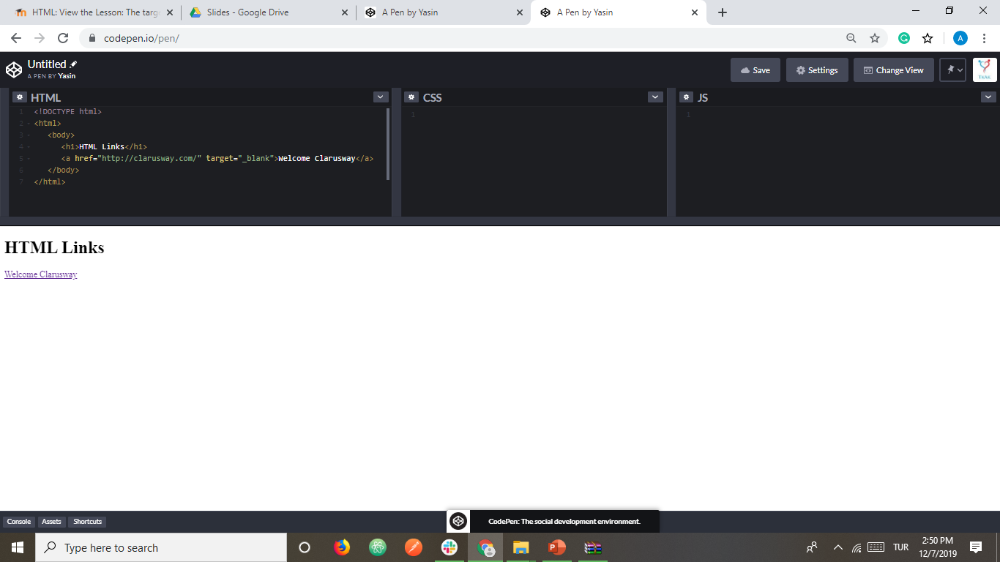 HTML: View the Lesson: The targ
Slides - Google Drive
A Pen by Yasin
A Pen by Yasin
codepen.io/pen/
A
Untitled
A PEN BY Yasin
Save
Settings
Change View
HTML
CSS
JS
1 <!DOCTYPE html>
2 <html>
3 <body>
4 <h1>HTML Links</h1>
5 <a href="http://clarusway.com/" target="_blank">Welcome Clarusway</a>
6 </body>
7 </html>
1
1
HTML Links
Welcome Clarusway
Console
Assets
Shortcuts
CodePen: The social development environment.
Type here to search
TUR
2:50 PM
12/7/2019